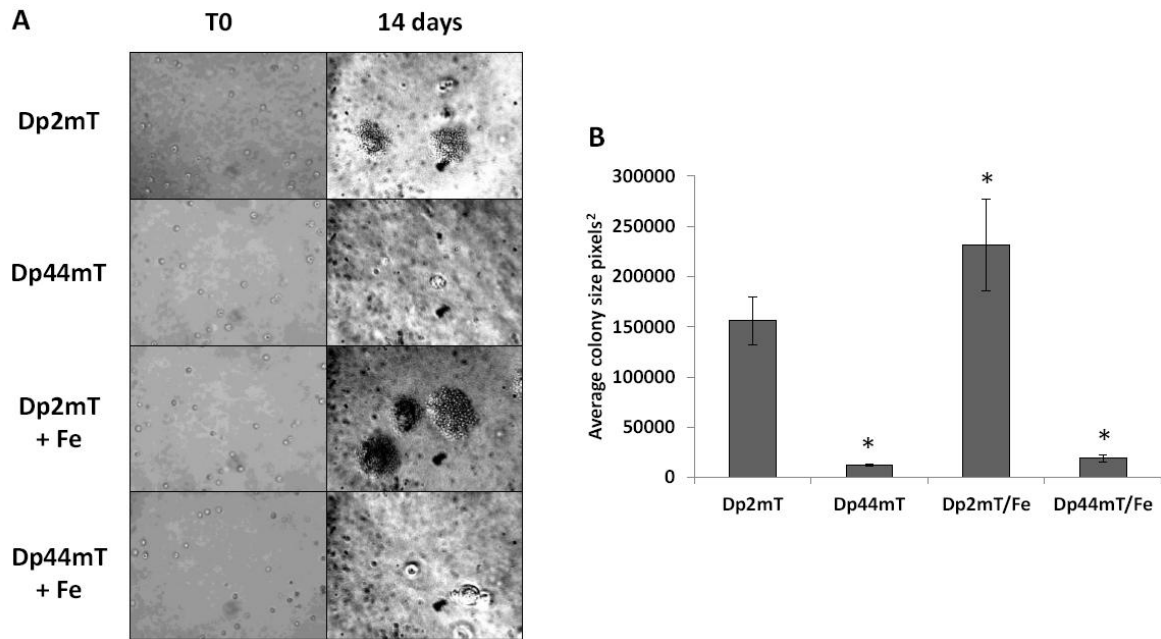 A
T0
14 days
Dp2mT
Dp44mT
Dp2mT
+ Fe
Dp44mT
+ Fe
B
Average colony size pixels²
300000
250000
200000
150000
100000
50000
0
*
*
*
Dp2mT
Dp44mT
Dp2mT/Fe
Dp44mT/Fe